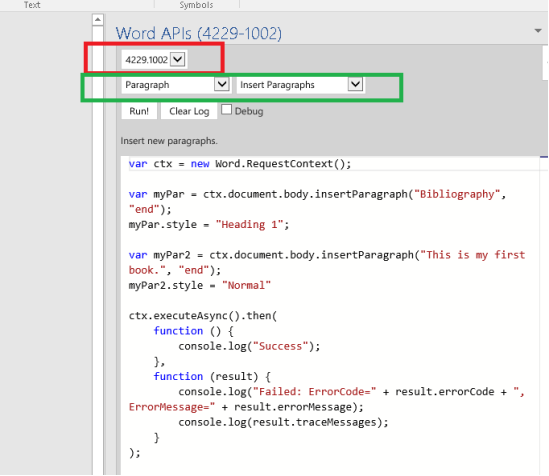 Text Symbols
Word APIs (4229-1002)
4229.1002
Paragraph Insert Paragraphs
Run! Clear Log Debug
Insert new paragraphs.
var ctx = new Word.RequestContext();
var myPar = ctx.document.body.insertParagraph("Bibliography",
"end");
myPar.style = "Heading 1";
var myPar2 = ctx.document.body.insertParagraph("This is my first
book.", "end");
myPar2.style = "Normal"
ctx.executeAsync().then(
function () {
console.log("Success");
},
function (result) {
console.log("Failed: ErrorCode=" + result.errorCode + ",
ErrorMessage=" + result.errorMessage);
console.log(result.traceMessages);
}
);